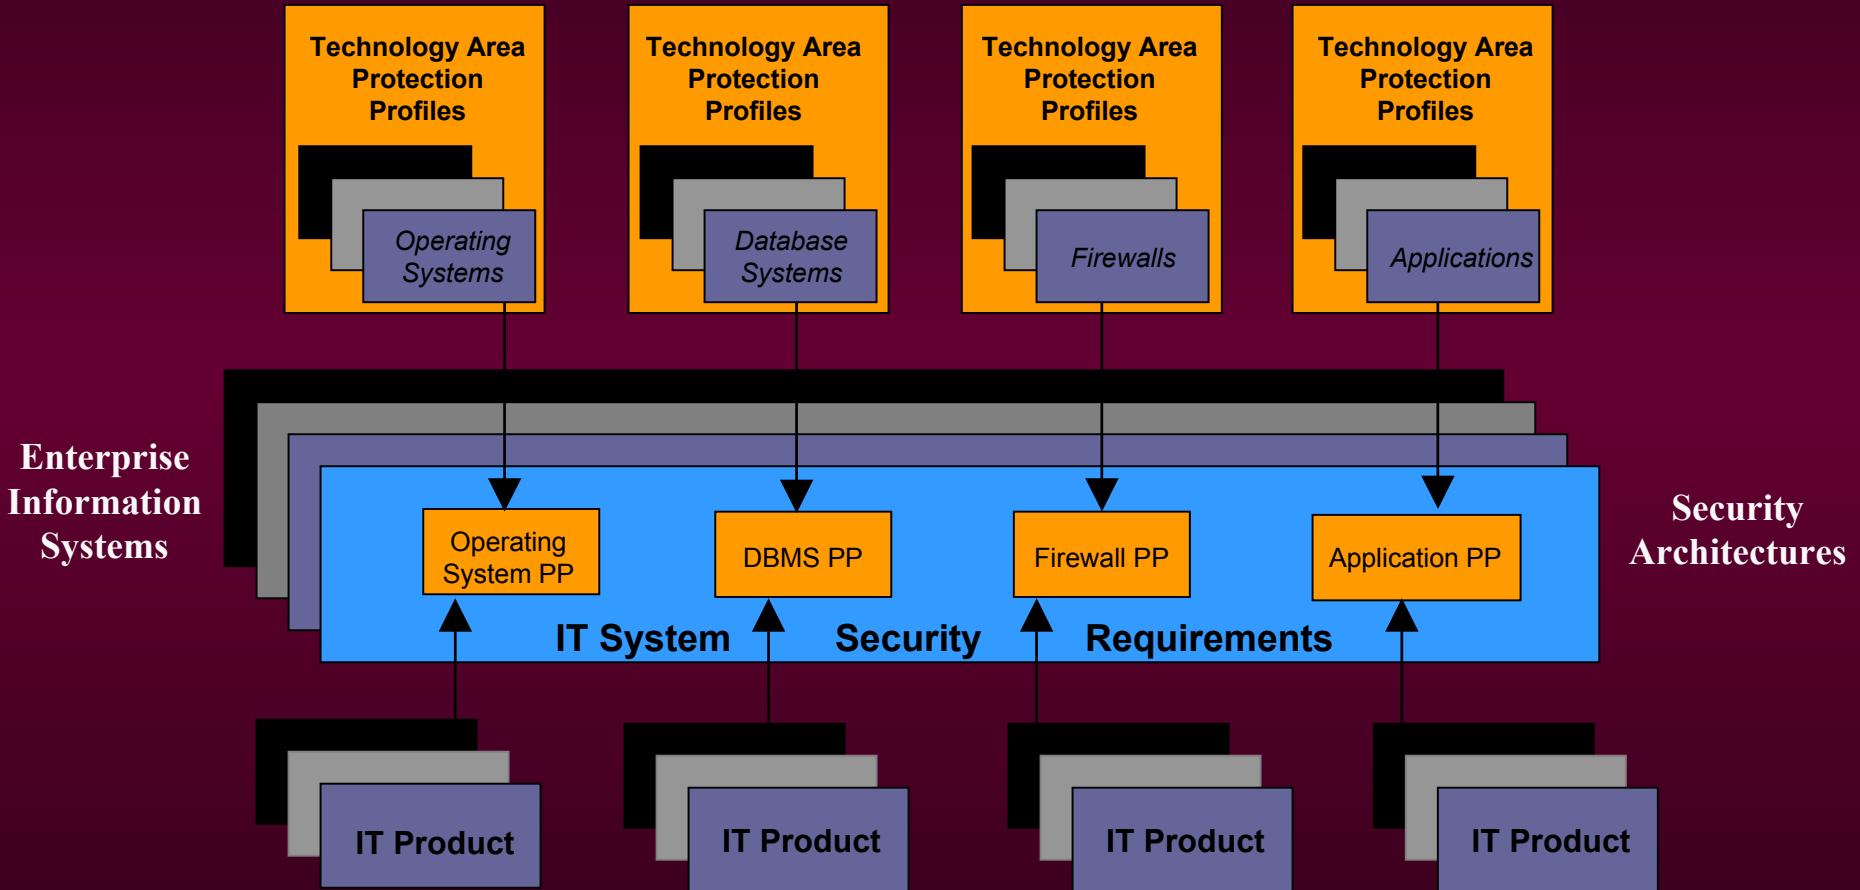 Technology Area
Protection
Profiles
Operating
Systems
Technology Area
Protection
Profiles
Database
Systems
Technology Area
Protection
Profiles
Firewalls
Technology Area
Protection
Profiles
Applications
Enterprise
Information
Systems
Operating
System PP
DBMS PP
Firewall PP
Application PP
IT System Security Requirements
Security
Architectures
IT Product
IT Product
IT Product
IT Product